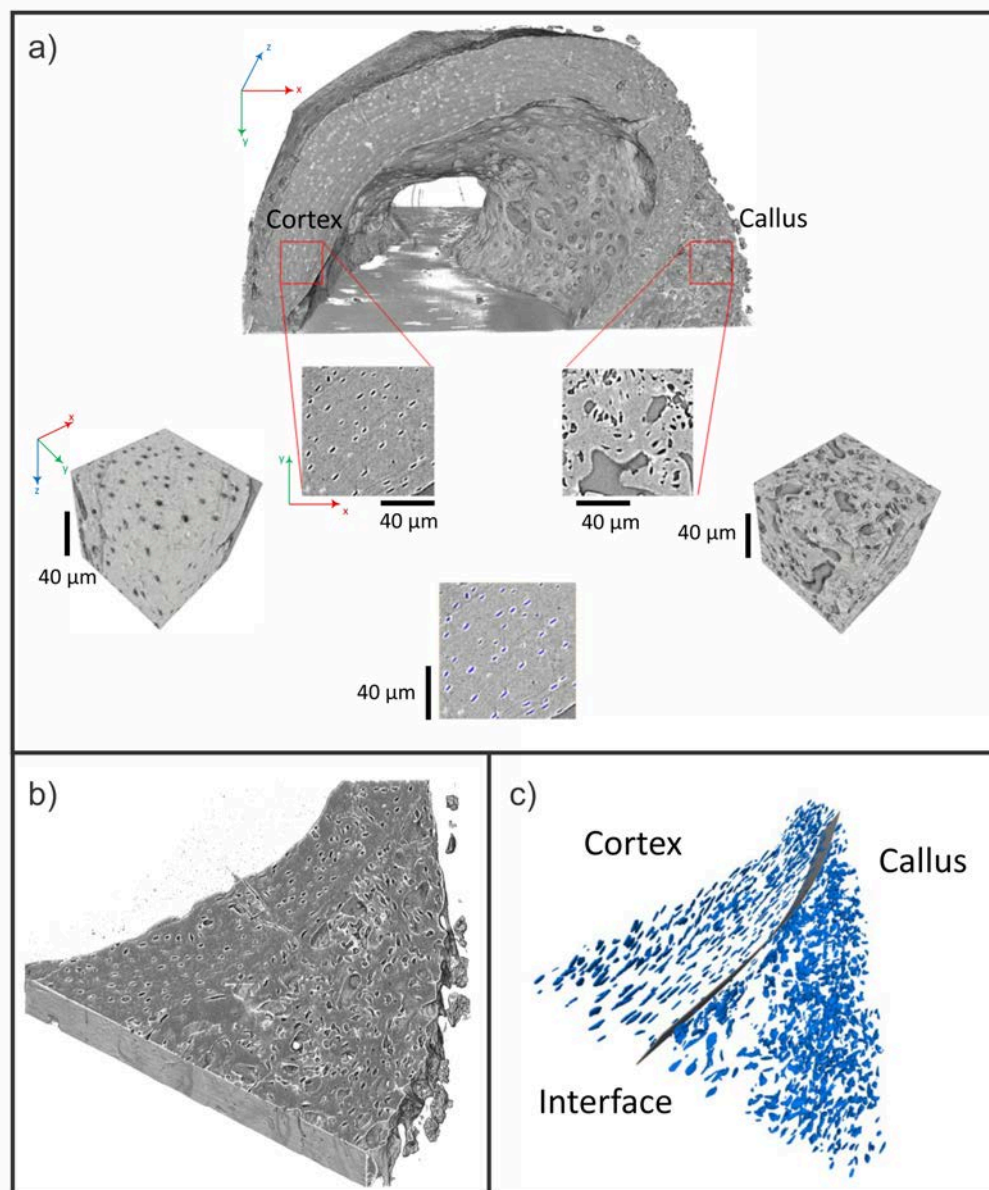 a)
z
x
y
Cortex
Callus
x
y
z
40 μm
y
x
40 μm
40 μm
40 μm
40 μm
b)
c)
Cortex
Callus
Interface